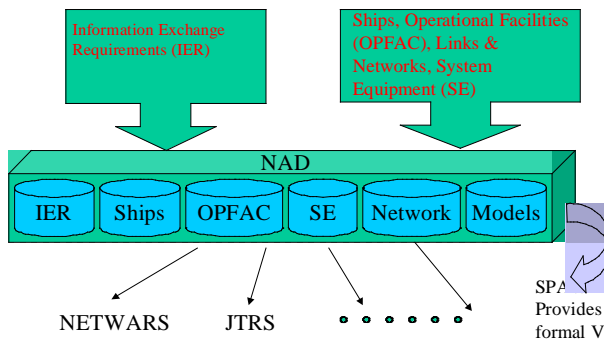 Information Exchange
Requirements (IER)
Ships, Operational Facilities
(OPFAC), Links &
Networks, System
Equipment (SE)
NAD
IER
Ships
OPFAC
SE
Network
Models
NETWARS
JTRS
Provides
formal